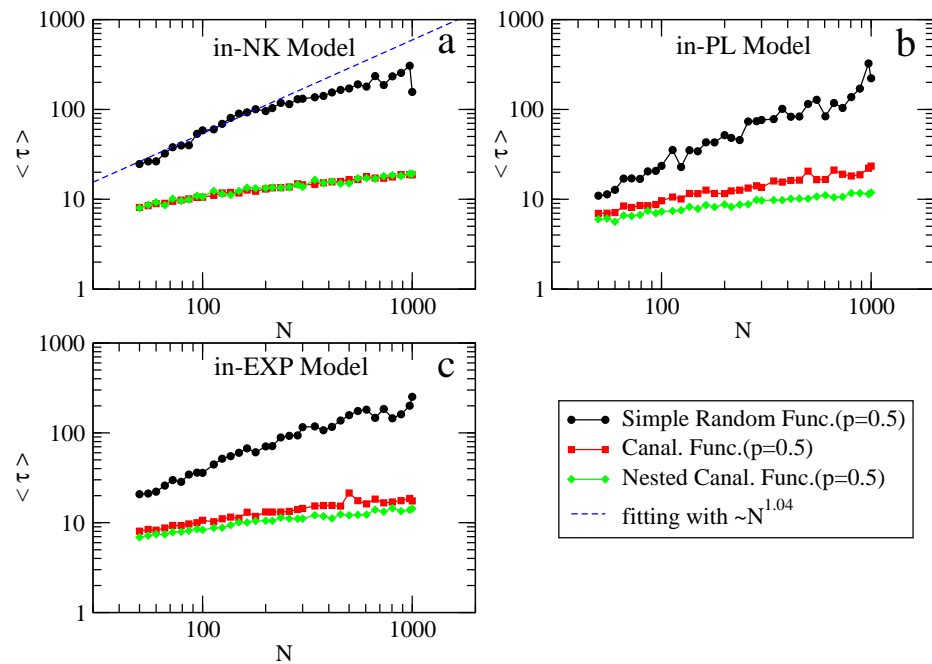 1000
in-NK Model
a
100
< τ >
10
1
100
1000
N
1000
in-PL Model
b
100
< τ >
10
1
100
1000
N
1000
in-EXP Model
c
100
< τ >
10
1
100
1000
N
Simple Random Func.(p=0.5)
Canal. Func.(p=0.5)
Nested Canal. Func.(p=0.5)
fitting with ~N^1.04